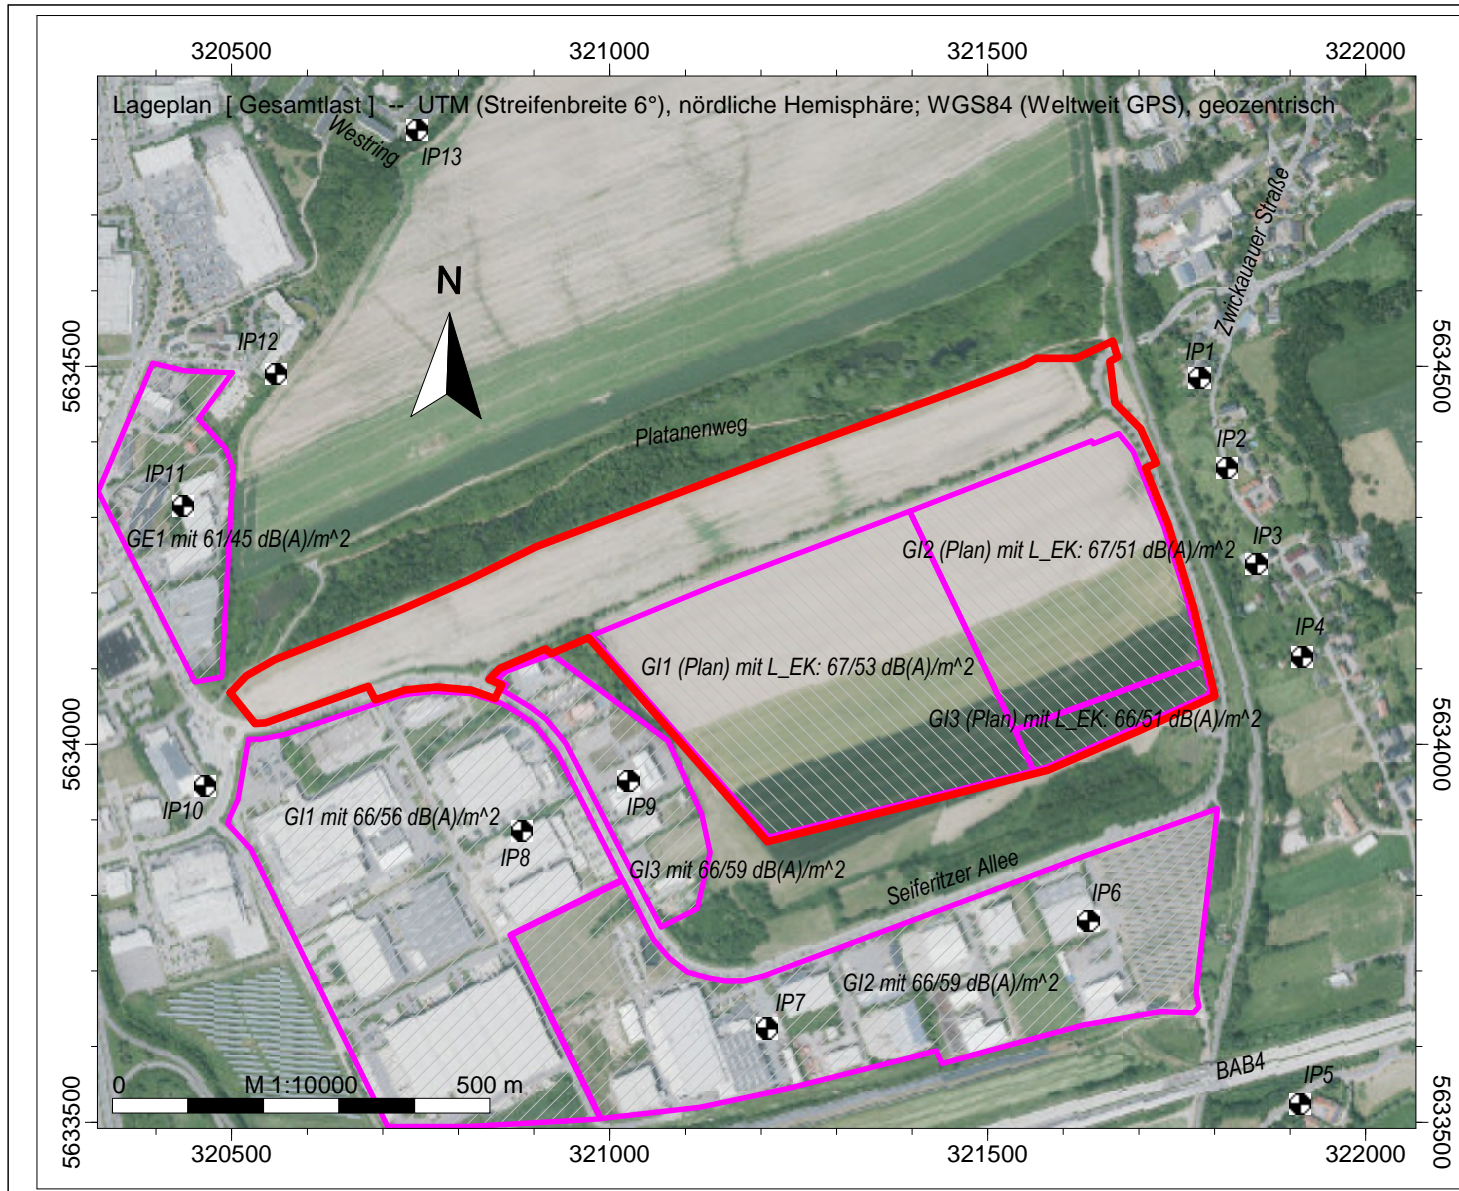 320500 321000 321500 322000
Lageplan [ Gesamtlast ] -- UTM (Streifenbreite 6°), nördliche Hemisphäre; WGS84 (Weltweit GPS), geozentrisch
Westring
IP13
Zwickauauer Straße
N
IP12
IP1
5634500
5634500
Platanenweg
IP2
IP11
GE1 mit 61/45 dB(A)/m^2
GI2 (Plan) mit L_EK: 67/51 dB(A)/m^2
IP3
IP4
GI1 (Plan) mit L_EK: 67/53 dB(A)/m^2
GI3 (Plan) mit L_EK: 66/51 dB(A)/m^2
5634000
5634000
IP10
IP9
GI1 mit 66/56 dB(A)/m^2
IP8
GI3 mit 66/59 dB(A)/m^2
Seiferitzer Allee
IP6
GI2 mit 66/59 dB(A)/m^2
IP7
BAB4
IP5
0 M 1:10000 500 m
5633500
5633500
320500 321000 321500 322000